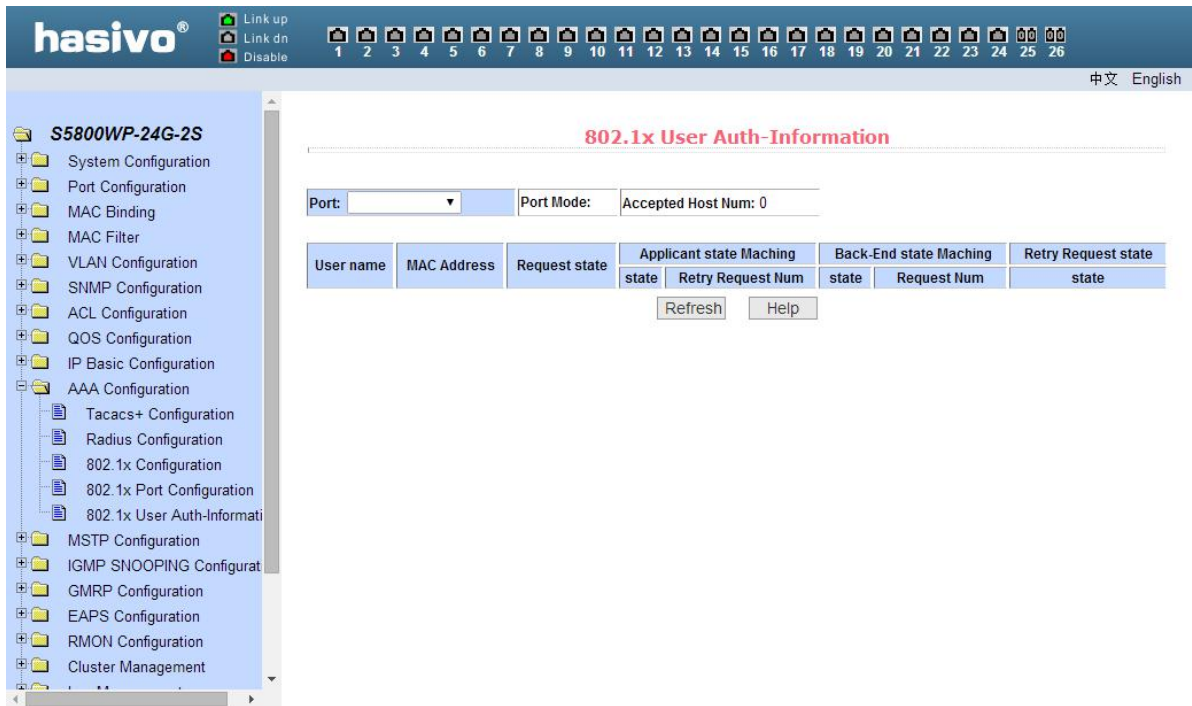 hasivo®
Link up
Link dn
Disable
1 2 3 4 5 6 7 8 9 10 11 12 13 14 15 16 17 18 19 20 21 22 23 24 25 26
中文 English
S5800WP-24G-2S
System Configuration
Port Configuration
MAC Binding
MAC Filter
VLAN Configuration
SNMP Configuration
ACL Configuration
QOS Configuration
IP Basic Configuration
AAA Configuration
Tacacs+ Configuration
Radius Configuration
802.1x Configuration
802.1x Port Configuration
802.1x User Auth-Informati
MSTP Configuration
IGMP SNOOPING Configurat
GMRP Configuration
EAPS Configuration
RMON Configuration
Cluster Management
802.1x User Auth-Information
Port: Port Mode: Accepted Host Num: 0
User name MAC Address Request state Applicant state Maching Back-End state Maching Retry Request state
state Retry Request Num state Request Num state
Refresh Help